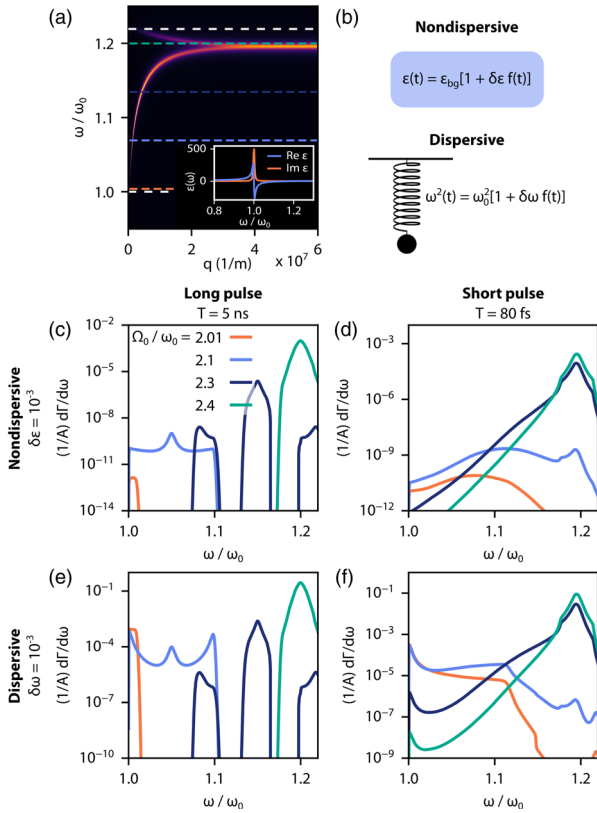 (a)
1.2
1.1
1.0
ω / ω₀
500
0
ε(ω)
Re ε
Im ε
0.8
1.0
1.2
ω / ω₀
0
2
4
6
q (1/m)
× 10⁷
(b)
Nondispersive
ε(t) = ε_bg[1 + δε f(t)]
Dispersive
ω²(t) = ω₀²[1 + δω f(t)]
Long pulse
T = 5 ns
Short pulse
T = 80 fs
Nondispersive
δε = 10⁻³
(c)
(1/A) dΓ/dω
10⁻²
10⁻⁵
10⁻⁸
10⁻¹¹
10⁻¹⁴
Ω₀ / ω₀ = 2.01
2.1
2.3
2.4
1.0
1.1
1.2
ω / ω₀
(d)
(1/A) dΓ/dω
10⁻³
10⁻⁶
10⁻⁹
10⁻¹²
1.0
1.1
1.2
ω / ω₀
Dispersive
δω = 10⁻³
(e)
(1/A) dΓ/dω
10⁻¹
10⁻⁴
10⁻⁷
10⁻¹⁰
1.0
1.1
1.2
ω / ω₀
(f)
(1/A) dΓ/dω
10⁻¹
10⁻³
10⁻⁵
10⁻⁷
10⁻⁹
1.0
1.1
1.2
ω / ω₀